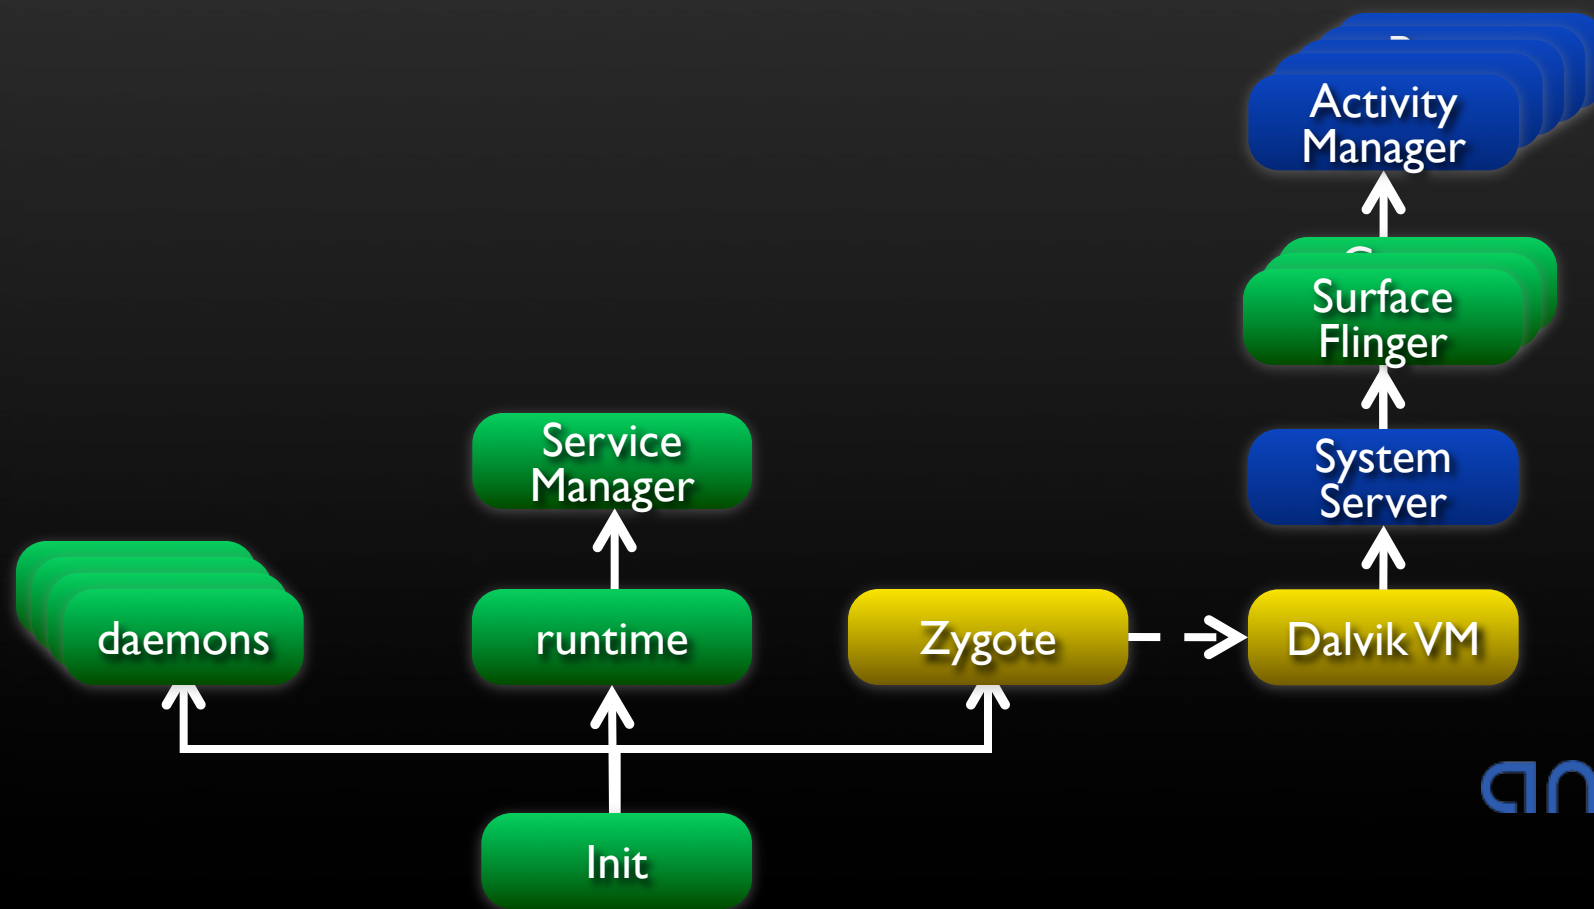 Activity
Manager
Surface
Flinger
Service
Manager
System
Server
daemons
runtime
Zygote
Dalvik VM
Init